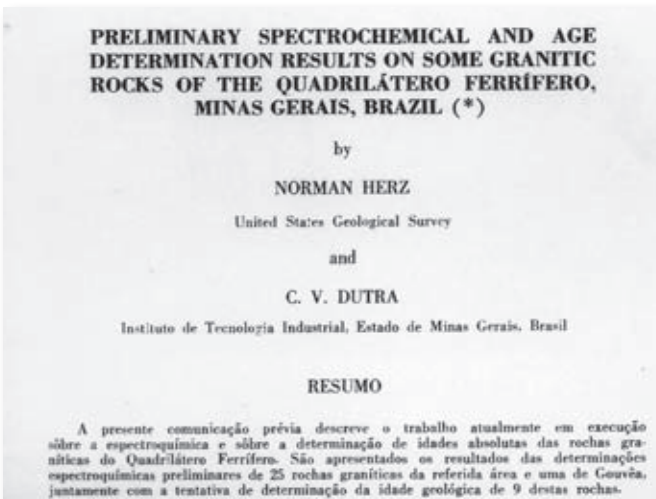 PRELIMINARY SPECTROCHEMICAL AND AGE
DETERMINATION RESULTS ON SOME GRANITIC
ROCKS OF THE QUADRILÁTERO FERRÍFERO,
MINAS GERAIS, BRAZIL (*)
by
NORMAN HERZ
United States Geological Survey
and
C. V. DUTRA
Instituto de Tecnologia Industrial, Estado de Minas Gerais, Brasil
RESUMO
A presente comunicação prévia descreve o trabalho atualmente em execução
sôbre a espectroquímica e sôbre a determinação de idades absolutas das rochas gra-
níticas do Quadrilátero Ferrífero. São apresentados os resultados das determinações
espectroquímicas preliminares de 25 rochas graníticas da referida área e uma de Gouvêa,
juntamente com a tentativa de determinação da idade geológica de 9 destas rochas.